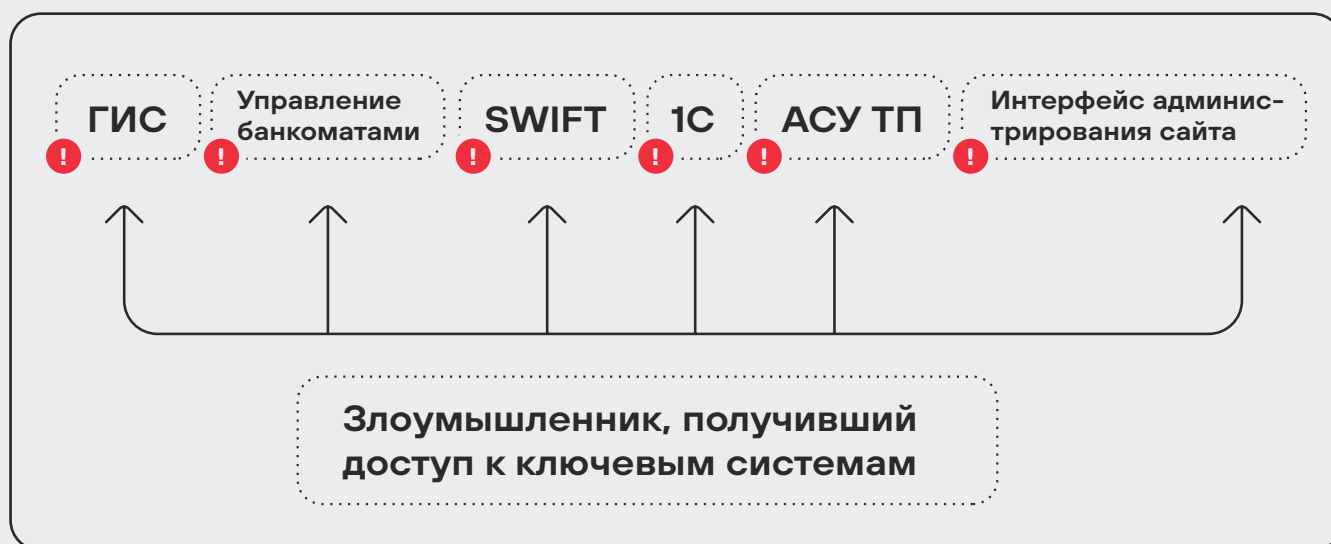 ГИС
Управление
банкоматами
SWIFT
1С
АСУ ТП
Интерфейс админис-
трирования сайта
!
!
!
!
!
!
Злоумышленник, получивший
доступ к ключевым системам